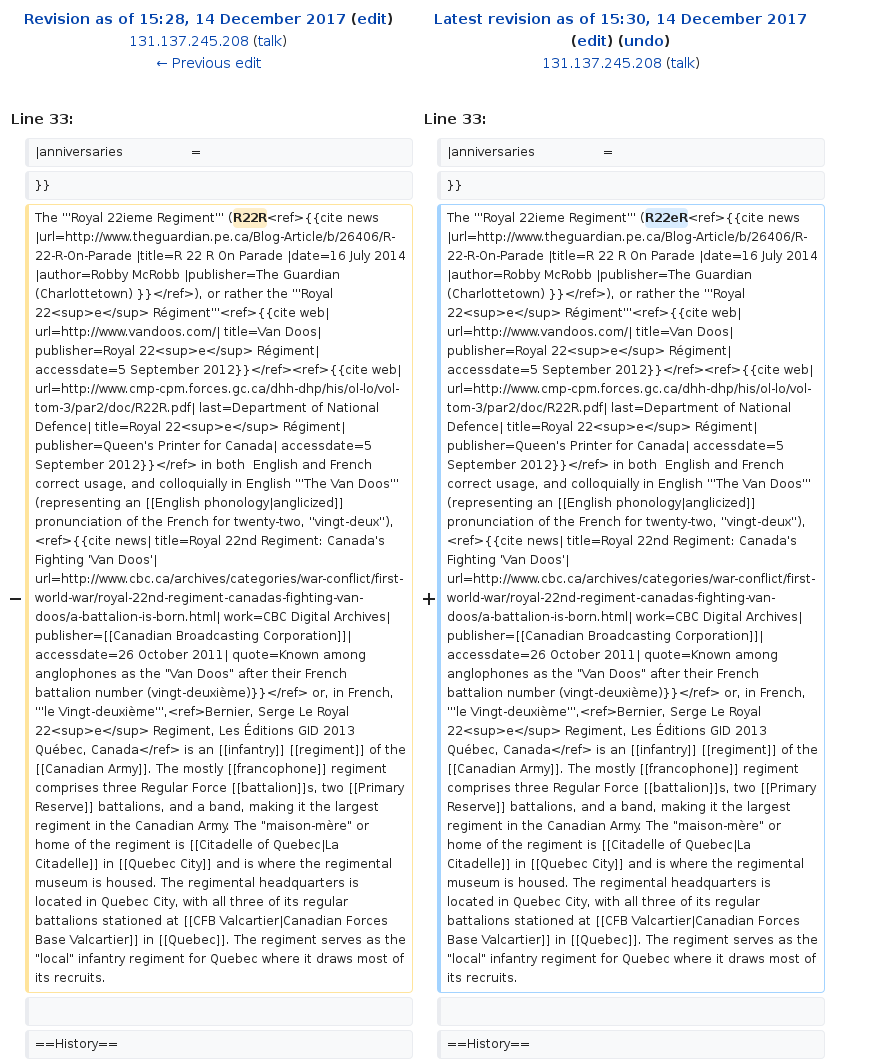 Revision as of 15:28, 14 December 2017 (edit)
131.137.245.208 (talk)
← Previous edit
Line 33:
|anniversaries =
}}
−
The '''Royal 22ieme Regiment''' (R22R<ref>{{cite news
|url=http://www.theguardian.pe.ca/Blog-Article/b/26406/R-
22-R-On-Parade |title=R 22 R On Parade |date=16 July 2014
|author=Robby McRobb |publisher=The Guardian
(Charlottetown) }}</ref>), or rather the '''Royal
22<sup>e</sup> Régiment'''<ref>{{cite web|
url=http://www.vandoos.com/| title=Van Doos|
publisher=Royal 22<sup>e</sup> Régiment|
accessdate=5 September 2012}}</ref><ref>{{cite web|
url=http://www.cmp-cpm.forces.gc.ca/dhh-dhp/his/ol-lo/vol-
tom-3/par2/doc/R22R.pdf| last=Department of National
Defence| title=Royal 22<sup>e</sup> Régiment|
publisher=Queen's Printer for Canada| accessdate=5
September 2012}}</ref> in both  English and French
correct usage, and colloquially in English '''The Van Doos'''
(representing an [[English phonology|anglicized]]
pronunciation of the French for twenty-two, ''vingt-deux''),
<ref>{{cite news| title=Royal 22nd Regiment: Canada's
Fighting 'Van Doos'|
url=http://www.cbc.ca/archives/categories/war-conflict/first-
world-war/royal-22nd-regiment-canadas-fighting-van-
doos/a-battalion-is-born.html| work=CBC Digital Archives|
publisher=[[Canadian Broadcasting Corporation]]|
accessdate=26 October 2011| quote=Known among
anglophones as the "Van Doos" after their French
battalion number (vingt-deuxième)}}</ref> or, in French,
'''le Vingt-deuxième''',<ref>Bernier, Serge Le Royal
22<sup>e</sup> Regiment, Les Éditions GID 2013
Québec, Canada</ref> is an [[infantry]] [[regiment]] of the
[[Canadian Army]]. The mostly [[francophone]] regiment
comprises three Regular Force [[battalion]]s, two [[Primary
Reserve]] battalions, and a band, making it the largest
regiment in the Canadian Army. The "maison-mère" or
home of the regiment is [[Citadelle of Quebec|La
Citadelle]] in [[Quebec City]] and is where the regimental
museum is housed. The regimental headquarters is
located in Quebec City, with all three of its regular
battalions stationed at [[CFB Valcartier|Canadian Forces
Base Valcartier]] in [[Quebec]]. The regiment serves as the
"local" infantry regiment for Quebec where it draws most of
its recruits.
==History==
Latest revision as of 15:30, 14 December 2017
(edit) (undo)
131.137.245.208 (talk)
Line 33:
|anniversaries =
}}
+
The '''Royal 22ieme Regiment''' (R22eR<ref>{{cite news
|url=http://www.theguardian.pe.ca/Blog-Article/b/26406/R-
22-R-On-Parade |title=R 22 R On Parade |date=16 July 2014
|author=Robby McRobb |publisher=The Guardian
(Charlottetown) }}</ref>), or rather the '''Royal
22<sup>e</sup> Régiment'''<ref>{{cite web|
url=http://www.vandoos.com/| title=Van Doos|
publisher=Royal 22<sup>e</sup> Régiment|
accessdate=5 September 2012}}</ref><ref>{{cite web|
url=http://www.cmp-cpm.forces.gc.ca/dhh-dhp/his/ol-lo/vol-
tom-3/par2/doc/R22R.pdf| last=Department of National
Defence| title=Royal 22<sup>e</sup> Régiment|
publisher=Queen's Printer for Canada| accessdate=5
September 2012}}</ref> in both  English and French
correct usage, and colloquially in English '''The Van Doos'''
(representing an [[English phonology|anglicized]]
pronunciation of the French for twenty-two, ''vingt-deux''),
<ref>{{cite news| title=Royal 22nd Regiment: Canada's
Fighting 'Van Doos'|
url=http://www.cbc.ca/archives/categories/war-conflict/first-
world-war/royal-22nd-regiment-canadas-fighting-van-
doos/a-battalion-is-born.html| work=CBC Digital Archives|
publisher=[[Canadian Broadcasting Corporation]]|
accessdate=26 October 2011| quote=Known among
anglophones as the "Van Doos" after their French
battalion number (vingt-deuxième)}}</ref> or, in French,
'''le Vingt-deuxième''',<ref>Bernier, Serge Le Royal
22<sup>e</sup> Regiment, Les Éditions GID 2013
Québec, Canada</ref> is an [[infantry]] [[regiment]] of the
[[Canadian Army]]. The mostly [[francophone]] regiment
comprises three Regular Force [[battalion]]s, two [[Primary
Reserve]] battalions, and a band, making it the largest
regiment in the Canadian Army. The "maison-mère" or
home of the regiment is [[Citadelle of Quebec|La
Citadelle]] in [[Quebec City]] and is where the regimental
museum is housed. The regimental headquarters is
located in Quebec City, with all three of its regular
battalions stationed at [[CFB Valcartier|Canadian Forces
Base Valcartier]] in [[Quebec]]. The regiment serves as the
"local" infantry regiment for Quebec where it draws most of
its recruits.
==History==